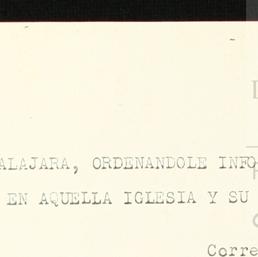 ALAJARA, ORDENANDOLE INFO
EN AQUELLA IGLESIA Y SU
Corre